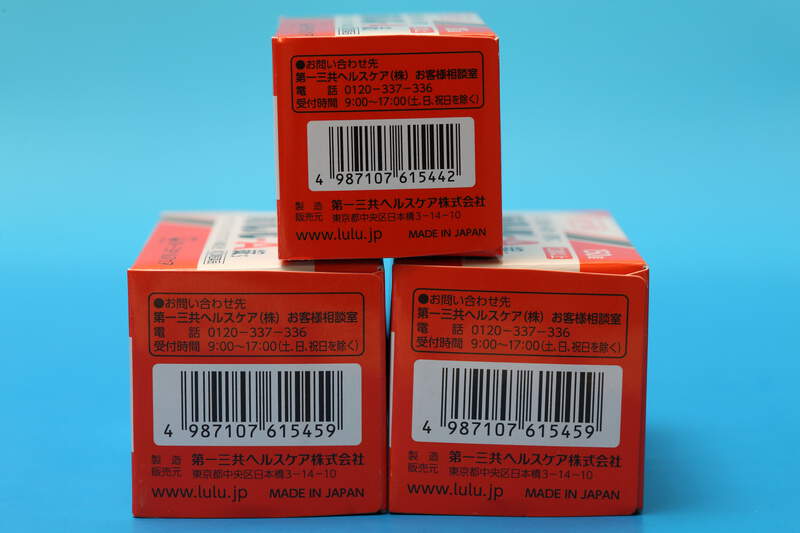 ●お問い合わせ先
第一三共ヘルスケア(株) お客様相談室
電 話 0120-337-336
受付時間 9:00~17:00(土、日、祝日を除く)
4 987107 615442
製造販売元 第一三共ヘルスケア株式会社
東京都中央区日本橋3-14-10
www.lulu.jp MADE IN JAPAN
●お問い合わせ先
第一三共ヘルスケア(株) お客様相談室
電 話 0120-337-336
受付時間 9:00~17:00(土、日、祝日を除く)
4 987107 615459
製造販売元 第一三共ヘルスケア株式会社
東京都中央区日本橋3-14-10
www.lulu.jp MADE IN JAPAN
●お問い合わせ先
第一三共ヘルスケア(株) お客様相談室
電 話 0120-337-336
受付時間 9:00~17:00(土、日、祝日を除く)
4 987107 615459
製造販売元 第一三共ヘルスケア株式会社
東京都中央区日本橋3-14-10
www.lulu.jp MADE IN JAPAN